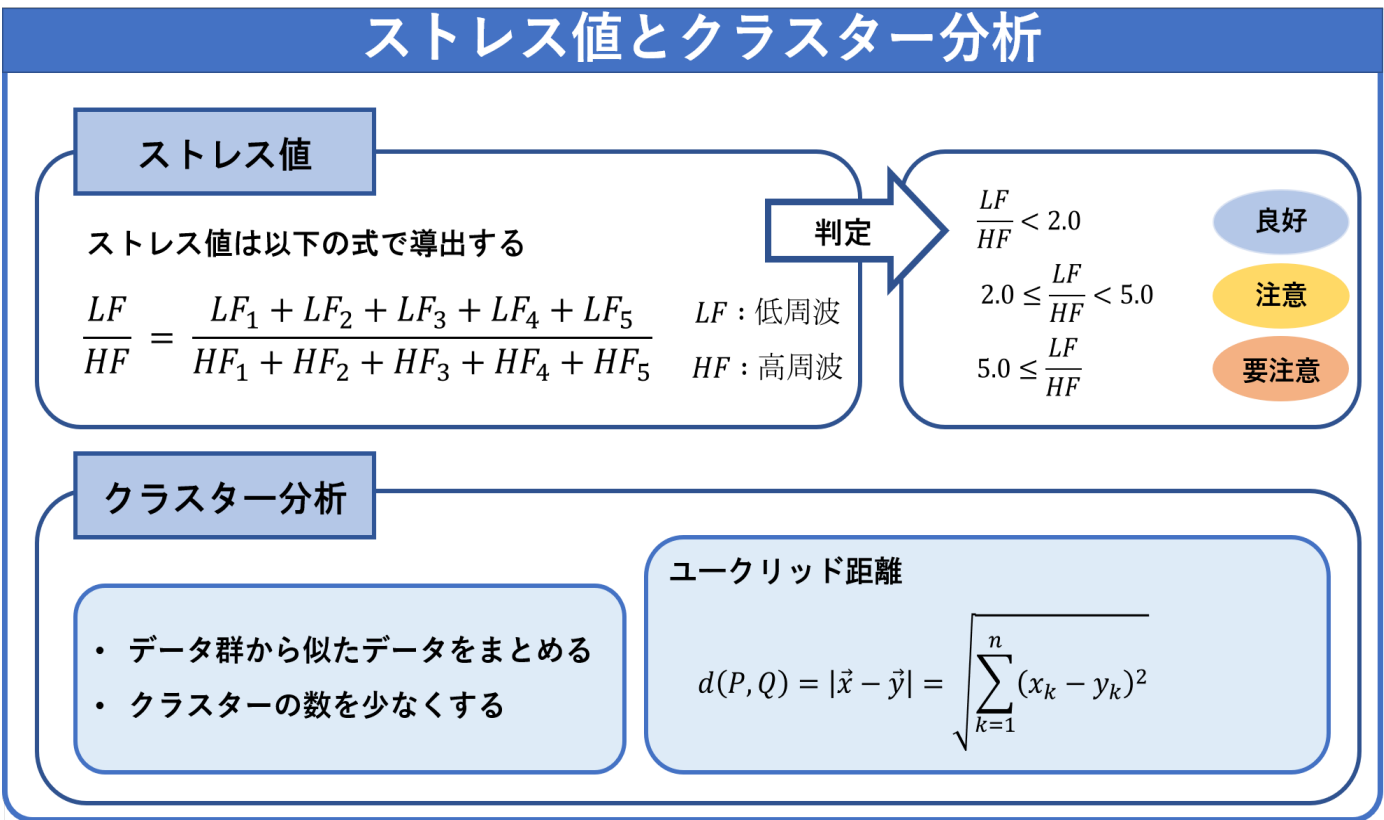 ストレス値とクラスター分析
ストレス値
ストレス値は以下の式で導出する
LF/HF = (LF₁ + LF₂ + LF₃ + LF₄ + LF₅)/(HF₁ + HF₂ + HF₃ + HF₄ + HF₅)
LF：低周波
HF：高周波
判定
LF/HF < 2.0 良好
2.0 ≤ LF/HF < 5.0 注意
5.0 ≤ LF/HF 要注意
クラスター分析
• データ群から似たデータをまとめる
• クラスターの数を少なくする
ユークリッド距離
d(P, Q) = |x⃗ − y⃗| = √∑ₖ₌₁ⁿ(xₖ − yₖ)²